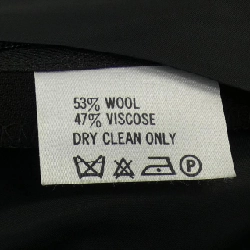 53% WOOL
47% VISCOSE
DRY CLEAN ONLY
P